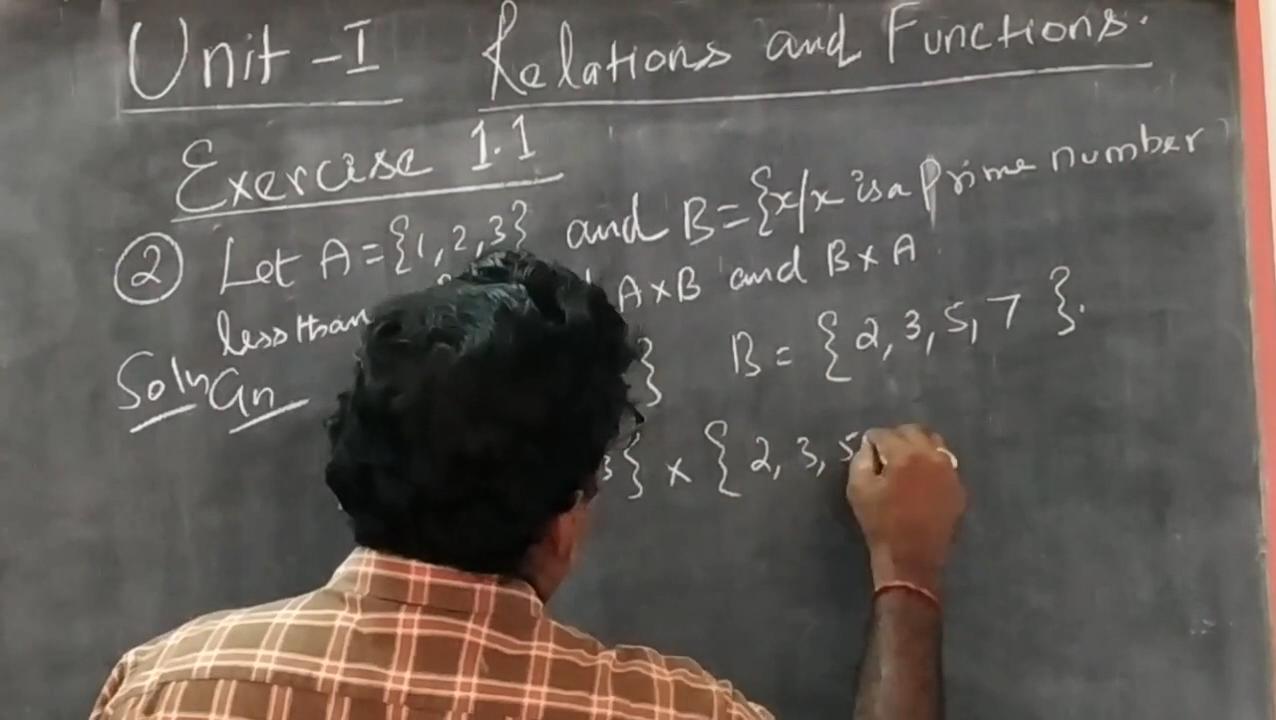 Unit - I Relations and Functions.
Exercise 1.1
② Let A = {1, 2, 3} and B = {x/x is a Prime number
less than A x B and B x A
Soln Gn } B = { 2, 3, 5, 7 }.
3} x { 2, 3, 5